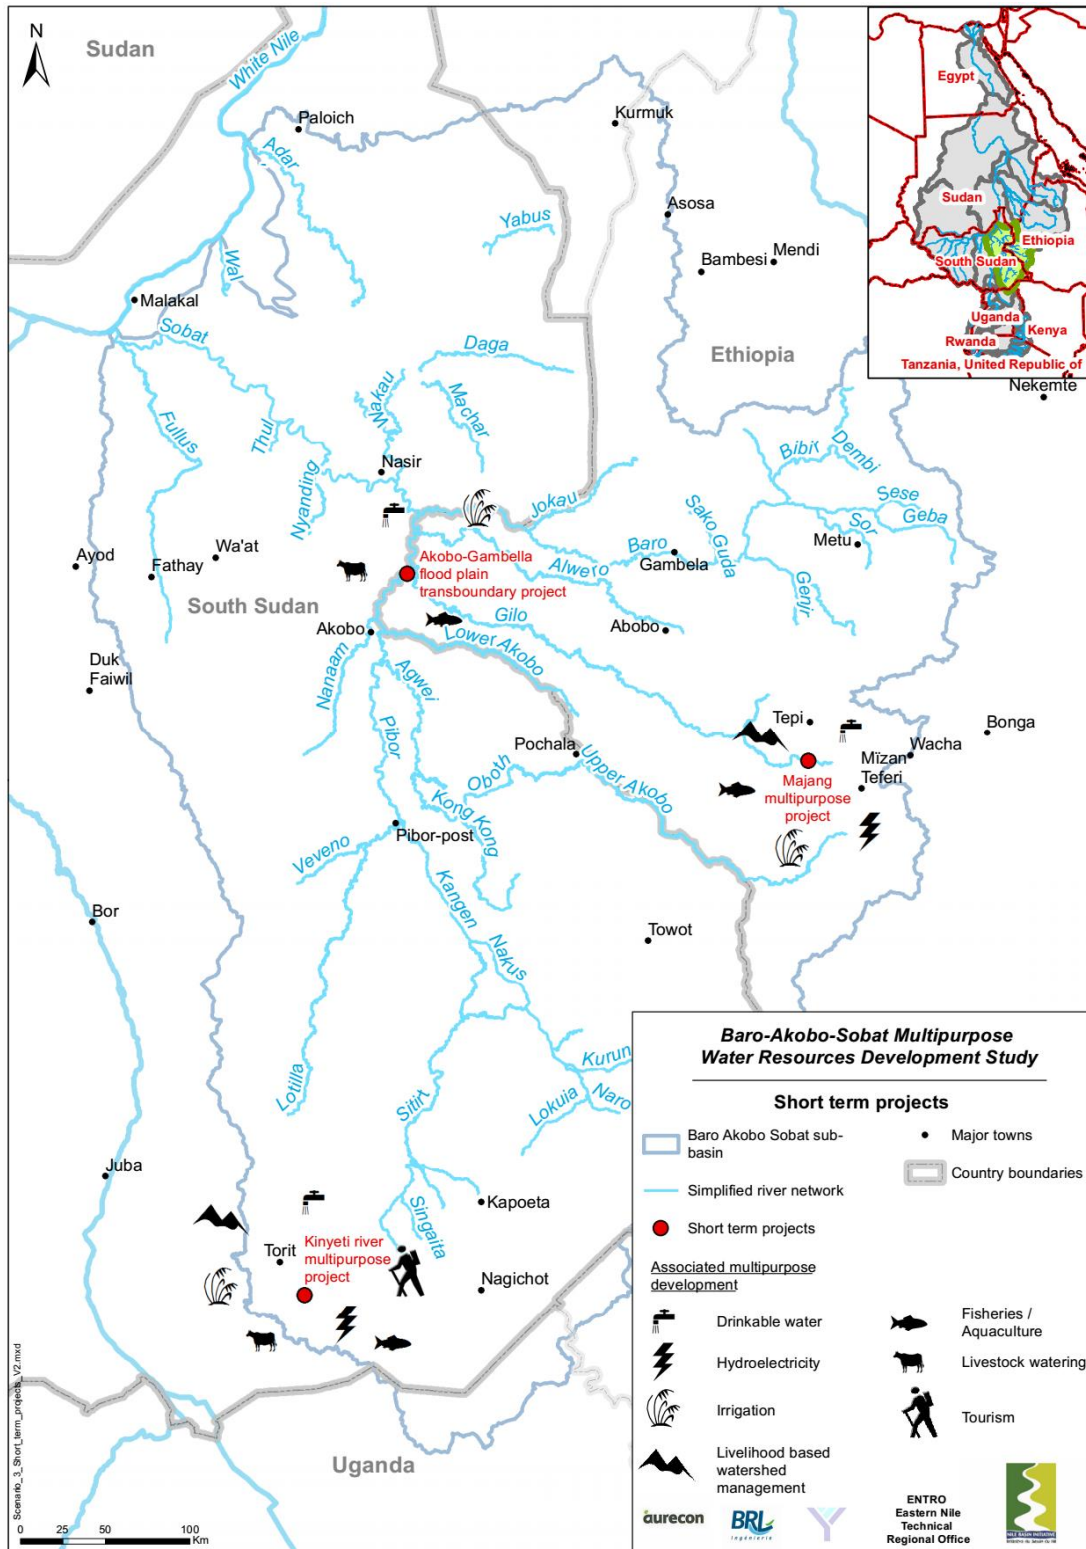 N
Sudan
White Nile
Paloich
Adar
Kurmuk
Asosa
Yabus
Bambesi
Mendi
Wal
Malakal
Sobat
Daga
Ethiopia
Makau
Machar
Fullus
Thul
Nasir
Nyanding
Jokau
Bibir
Dembi
Sese
Geba
Sor
Sako Guda
Baro
Metu
Gambela
Alwero
Genjr
Ayod
Wa'at
Fathay
Akobo-Gambella
flood plain
transboundary project
South Sudan
Gilo
Abobo
Akobo
Lower Akobo
Duk
Faiwil
Nanaam
Agwei
Pibor
Tepi
Bonga
Wacha
Pochala
Mïzan
Teferi
Upper Akobo
Oboth
Majang
multipurpose
project
Kong Kong
Pibor-post
Veveno
Kangen
Bor
Towot
Nakus
Kurun
Naro
Lokuia
Lotilla
Sitirt
Juba
Kapoeta
Singaita
Torit
Kinyeti river
multipurpose
project
Nagichot
Uganda
Scenario_3_Short_term_projects_V2.mxd
0 25 50 100
Km
Egypt
Sudan
Ethiopia
South Sudan
Uganda
Kenya
Rwanda
Tanzania, United Republic of
Nekemte
Baro-Akobo-Sobat Multipurpose
Water Resources Development Study
Short term projects
Baro Akobo Sobat sub-
basin
Major towns
Country boundaries
Simplified river network
Short term projects
Associated multipurpose
development
Drinkable water
Fisheries /
Aquaculture
Hydroelectricity
Livestock watering
Irrigation
Tourism
Livelihood based
watershed
management
aurecon
BRL
Ingénierie
ENTRO
Eastern Nile
Technical
Regional Office
NILE BASIN INITIATIVE